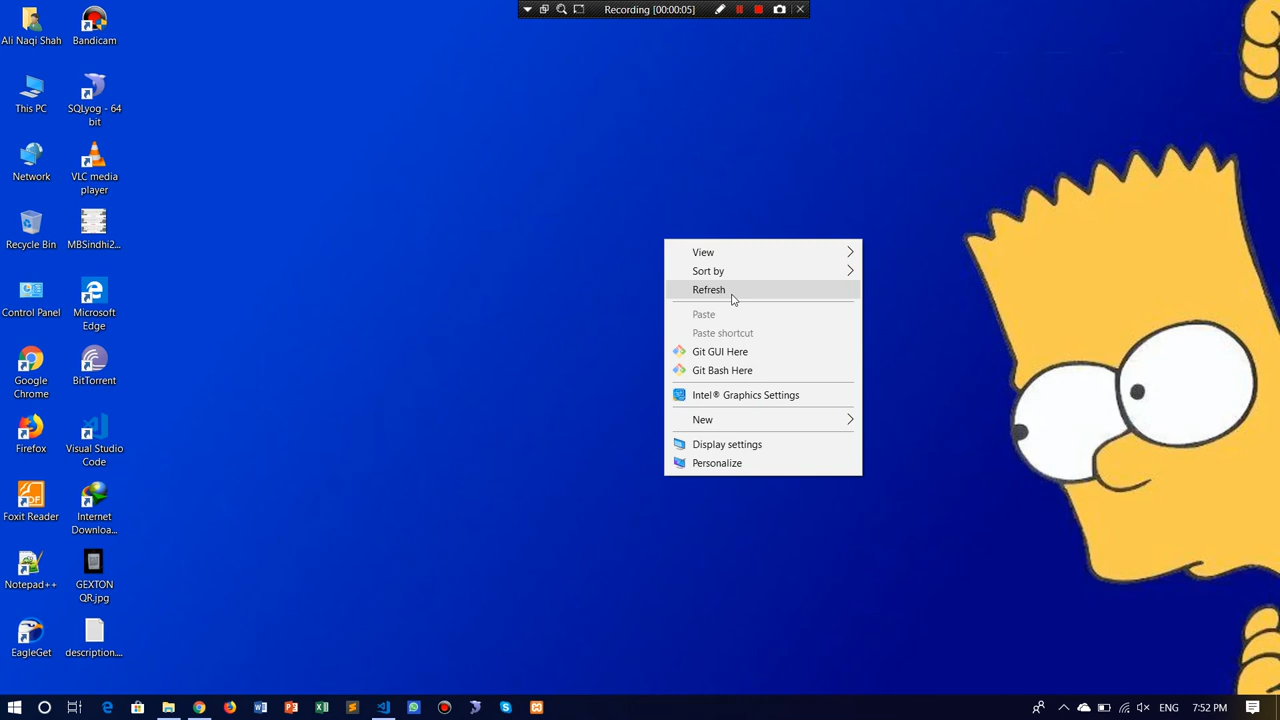 Recording [00:00:05]
Ali Naqi Shah
Bandicam
This PC
SQLyog - 64
bit
Network
VLC media
player
Recycle Bin
MBSindhi2...
Control Panel
Microsoft
Edge
Google
Chrome
BitTorrent
Firefox
Visual Studio
Code
Foxit Reader
Internet
Downloa...
Notepad++
GEXTON
QR.jpg
EagleGet
description....
View
Sort by
Refresh
Paste
Paste shortcut
Git GUI Here
Git Bash Here
Intel® Graphics Settings
New
Display settings
Personalize
ENG
7:52 PM